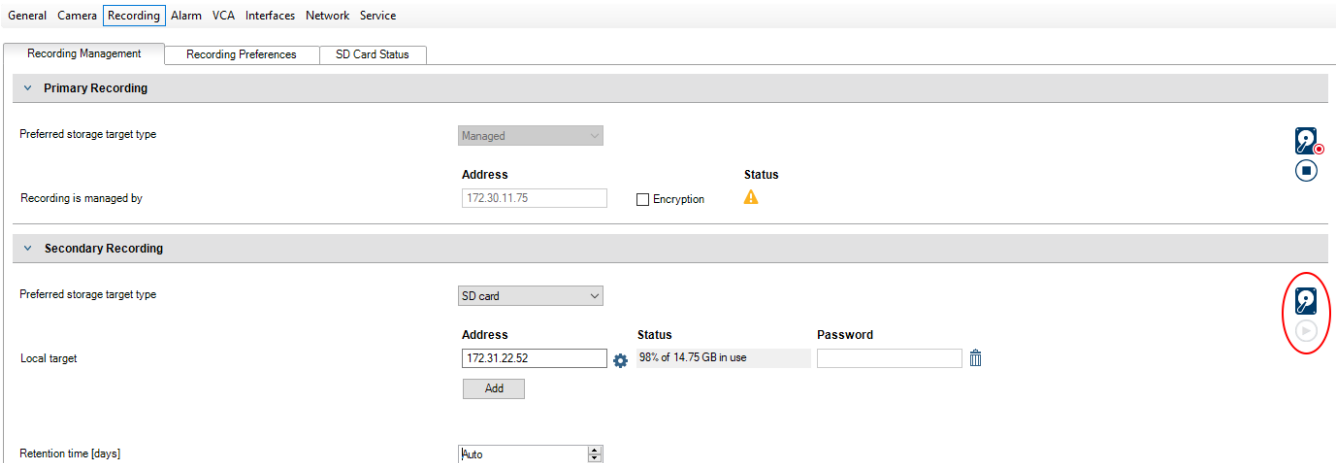 General Camera Recording Alarm VCA Interfaces Network Service
Recording Management Recording Preferences SD Card Status
Primary Recording
Preferred storage target type Managed
Address Status
Recording is managed by 172.30.11.75 Encryption
Secondary Recording
Preferred storage target type SD card
Address Status Password
Local target 172.31.22.52 98% of 14.75 GB in use
Add
Retention time [days] Auto